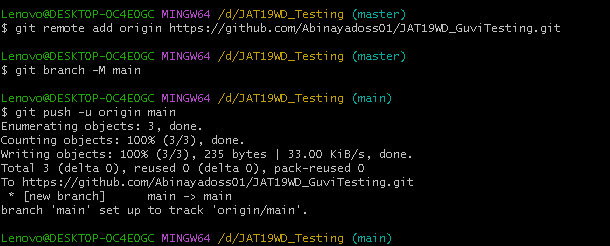 Lenovo@DESKTOP-OC4EOGC MINGW64 /d/JAT19WD_Testing (master)
$ git remote add origin https://github.com/Abinayadoss01/JAT19WD_GuviTesting.git
Lenovo@DESKTOP-OC4EOGC MINGW64 /d/JAT19WD_Testing (master)
$ git branch -M main
Lenovo@DESKTOP-OC4EOGC MINGW64 /d/JAT19WD_Testing (main)
$ git push -u origin main
Enumerating objects: 3, done.
Counting objects: 100% (3/3), done.
Writing objects: 100% (3/3), 235 bytes | 33.00 KiB/s, done.
Total 3 (delta 0), reused 0 (delta 0), pack-reused 0
To https://github.com/Abinayadoss01/JAT19WD_GuviTesting.git
 * [new branch]      main -> main
branch 'main' set up to track 'origin/main'.
Lenovo@DESKTOP-OC4EOGC MINGW64 /d/JAT19WD_Testing (main)